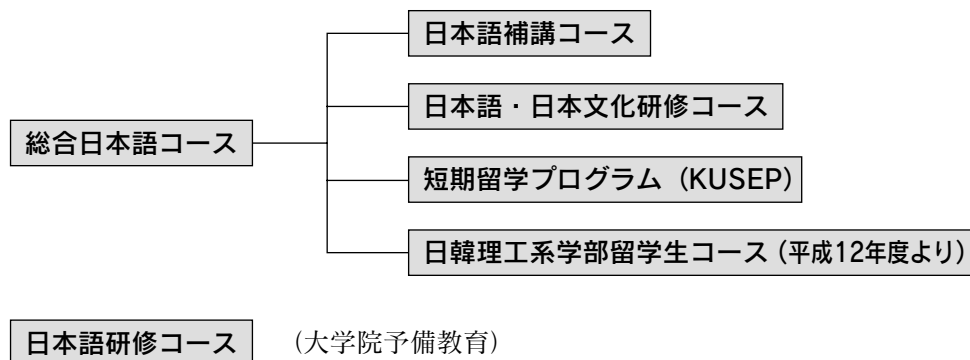 日本語補講コース
日本語・日本文化研修コース
総合日本語コース
短期留学プログラム（KUSEP）
日韓理工系学部留学生コース（平成12年度より）
日本語研修コース （大学院予備教育）